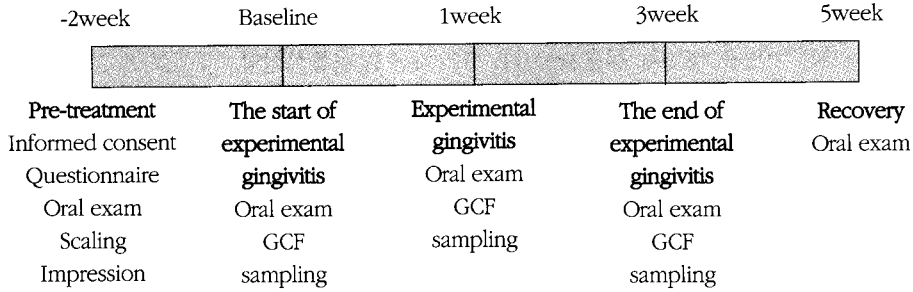 -2week
Baseline
1week
3week
5week
Pre-treatment
Informed consent
Questionnaire
Oral exam
Scaling
Impression
The start of
experimental
gingivitis
Oral exam
GCF
sampling
Experimental
gingivitis
Oral exam
GCF
sampling
The end of
experimental
gingivitis
Oral exam
GCF
sampling
Recovery
Oral exam